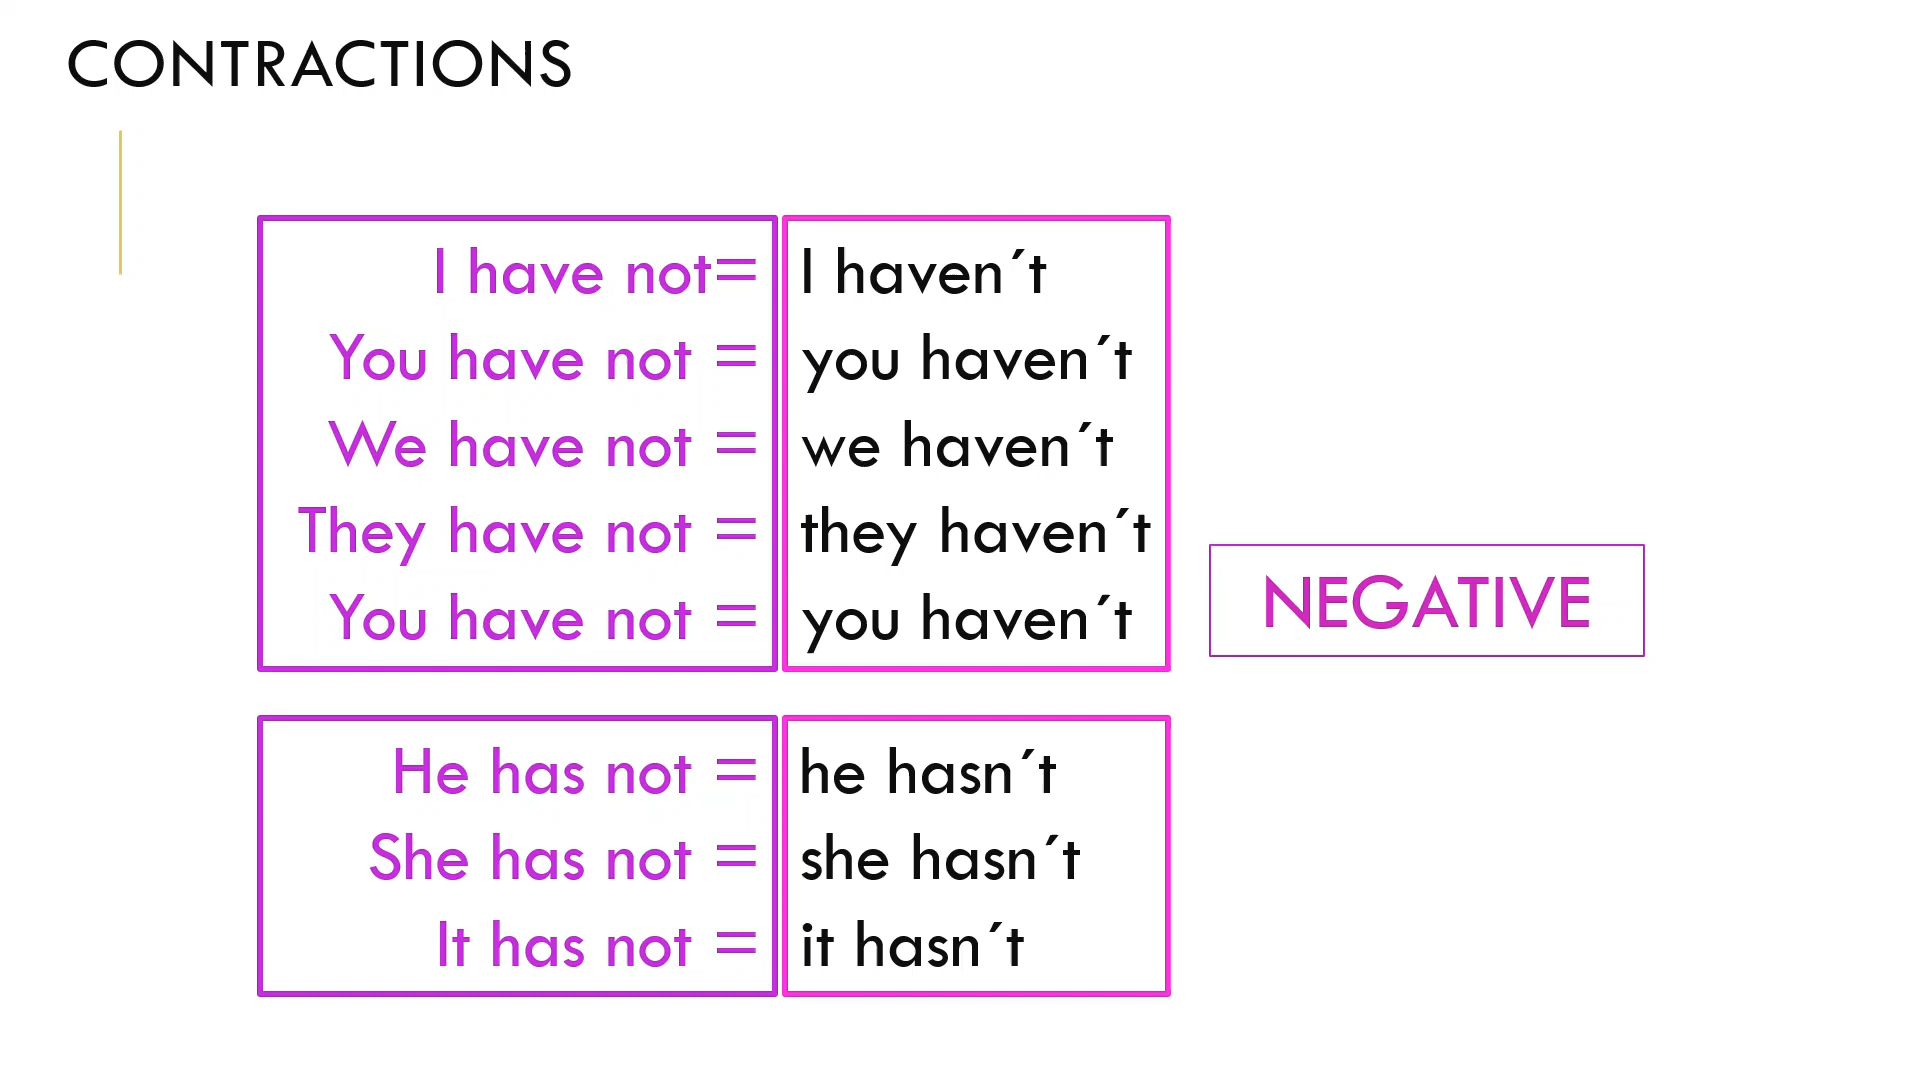 CONTRACTIONS
I have not= I haven´t
You have not = you haven´t
We have not = we haven´t
They have not = they haven´t
You have not = you haven´t
NEGATIVE
He has not = he hasn´t
She has not = she hasn´t
It has not = it hasn´t